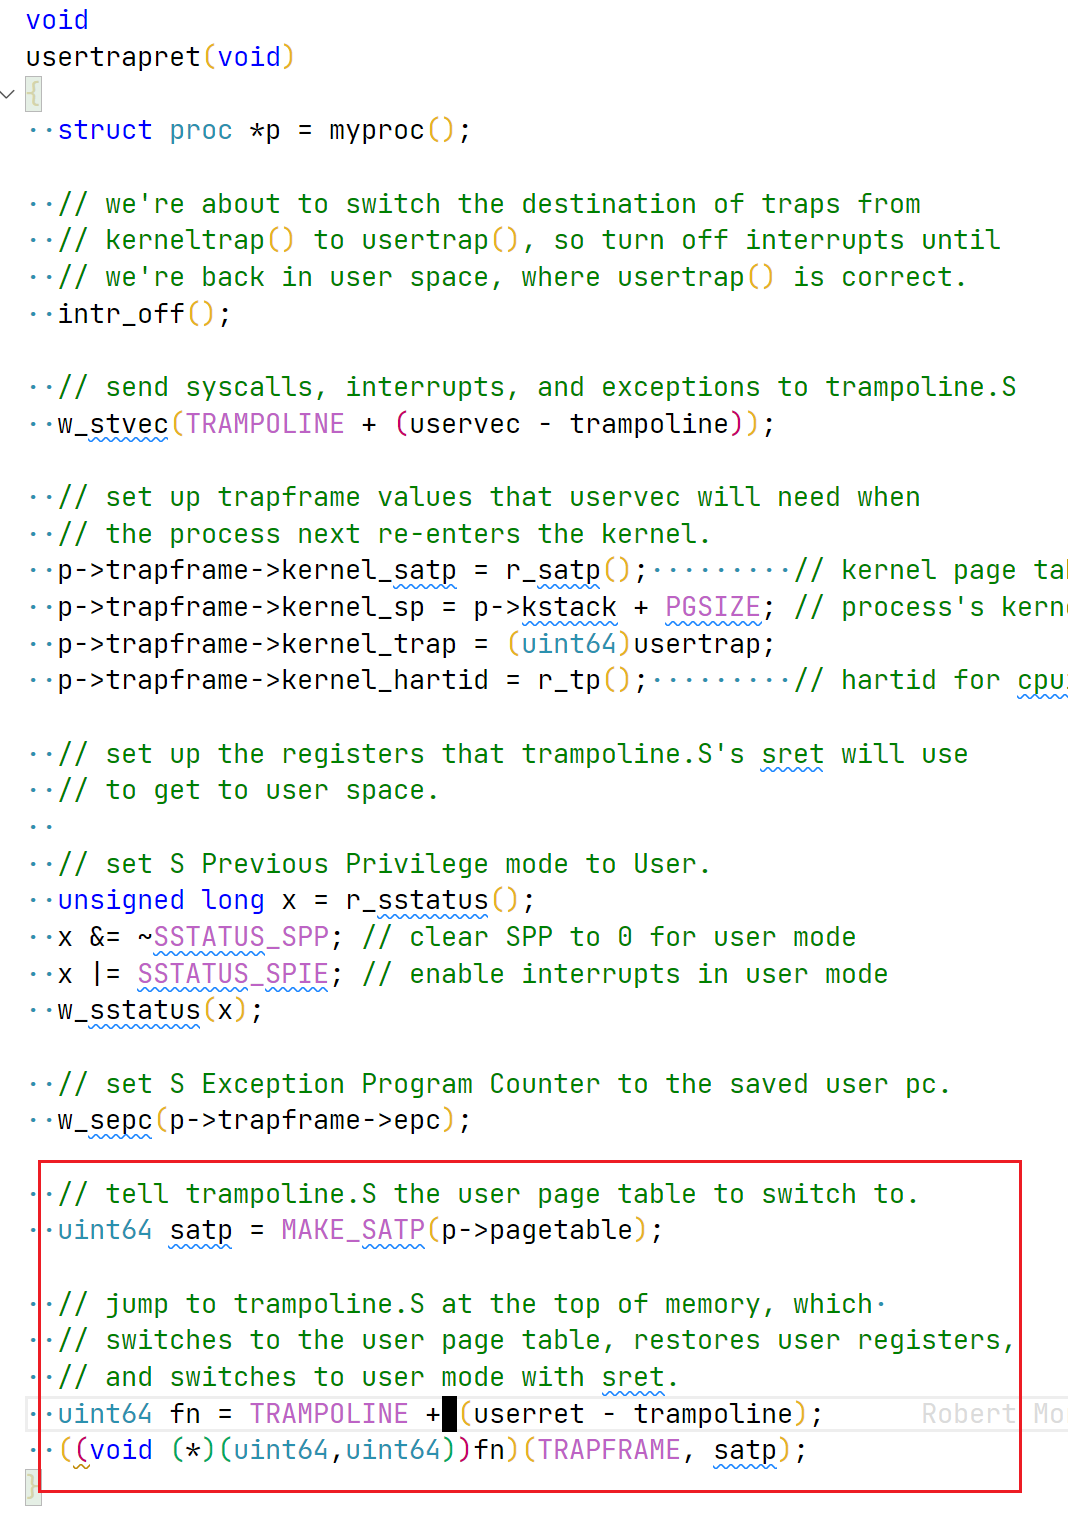 void
usertrapret(void)
{
  struct proc *p = myproc();
  // we're about to switch the destination of traps from
  // kerneltrap() to usertrap(), so turn off interrupts until
  // we're back in user space, where usertrap() is correct.
  intr_off();
  // send syscalls, interrupts, and exceptions to trampoline.S
  w_stvec(TRAMPOLINE + (uservec - trampoline));
  // set up trapframe values that uservec will need when
  // the process next re-enters the kernel.
  p->trapframe->kernel_satp = r_satp();         // kernel page
  p->trapframe->kernel_sp = p->kstack + PGSIZE; // process's
  p->trapframe->kernel_trap = (uint64)usertrap;
  p->trapframe->kernel_hartid = r_tp();         // hartid for
  // set up the registers that trampoline.S's sret will use
  // to get to user space.
  // set S Previous Privilege mode to User.
  unsigned long x = r_sstatus();
  x &= ~SSTATUS_SPP; // clear SPP to 0 for user mode
  x |= SSTATUS_SPIE; // enable interrupts in user mode
  w_sstatus(x);
  // set S Exception Program Counter to the saved user pc.
  w_sepc(p->trapframe->epc);
  // tell trampoline.S the user page table to switch to.
  uint64 satp = MAKE_SATP(p->pagetable);
  // jump to trampoline.S at the top of memory, which
  // switches to the user page table, restores user registers,
  // and switches to user mode with sret.
  uint64 fn = TRAMPOLINE + (userret - trampoline); Robert
  ((void (*)(uint64,uint64))fn)(TRAPFRAME, satp);
}